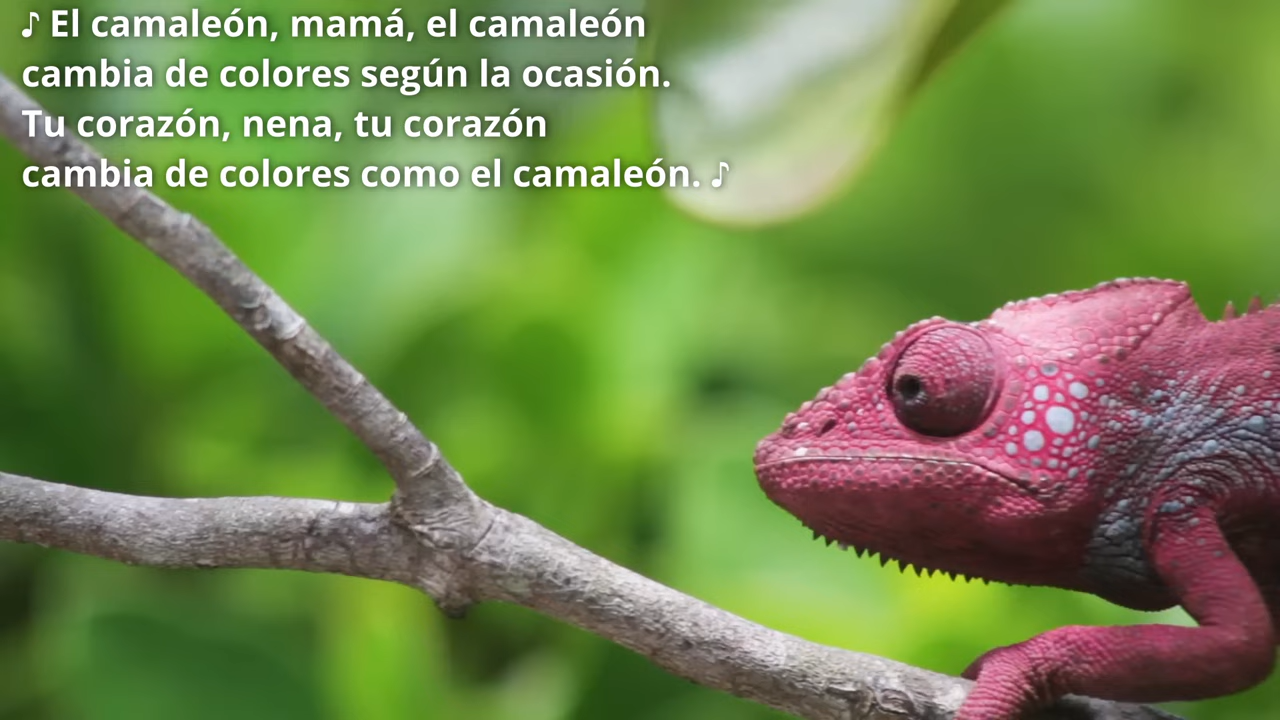 ♪ El camaleón, mamá, el camaleón
cambia de colores según la ocasión.
Tu corazón, nena, tu corazón
cambia de colores como el camaleón. ♪